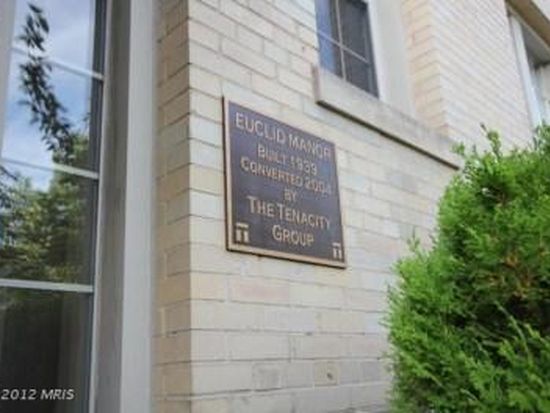 EUCLID MANOR
BUILT 1939
CONVERTED 2004
BY
THE TENACITY
GROUP
©2012 MRIS